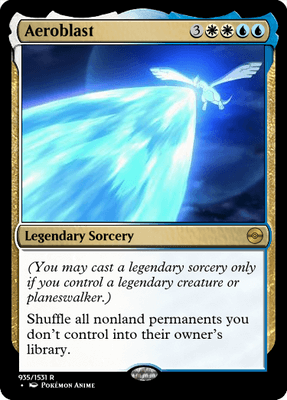 Aeroblast 3
Legendary Sorcery
(You may cast a legendary sorcery only
if you control a legendary creature or
planeswalker.)
Shuffle all nonland permanents you
don't control into their owner's
library.
935/1531 R
• Pokémon Anime